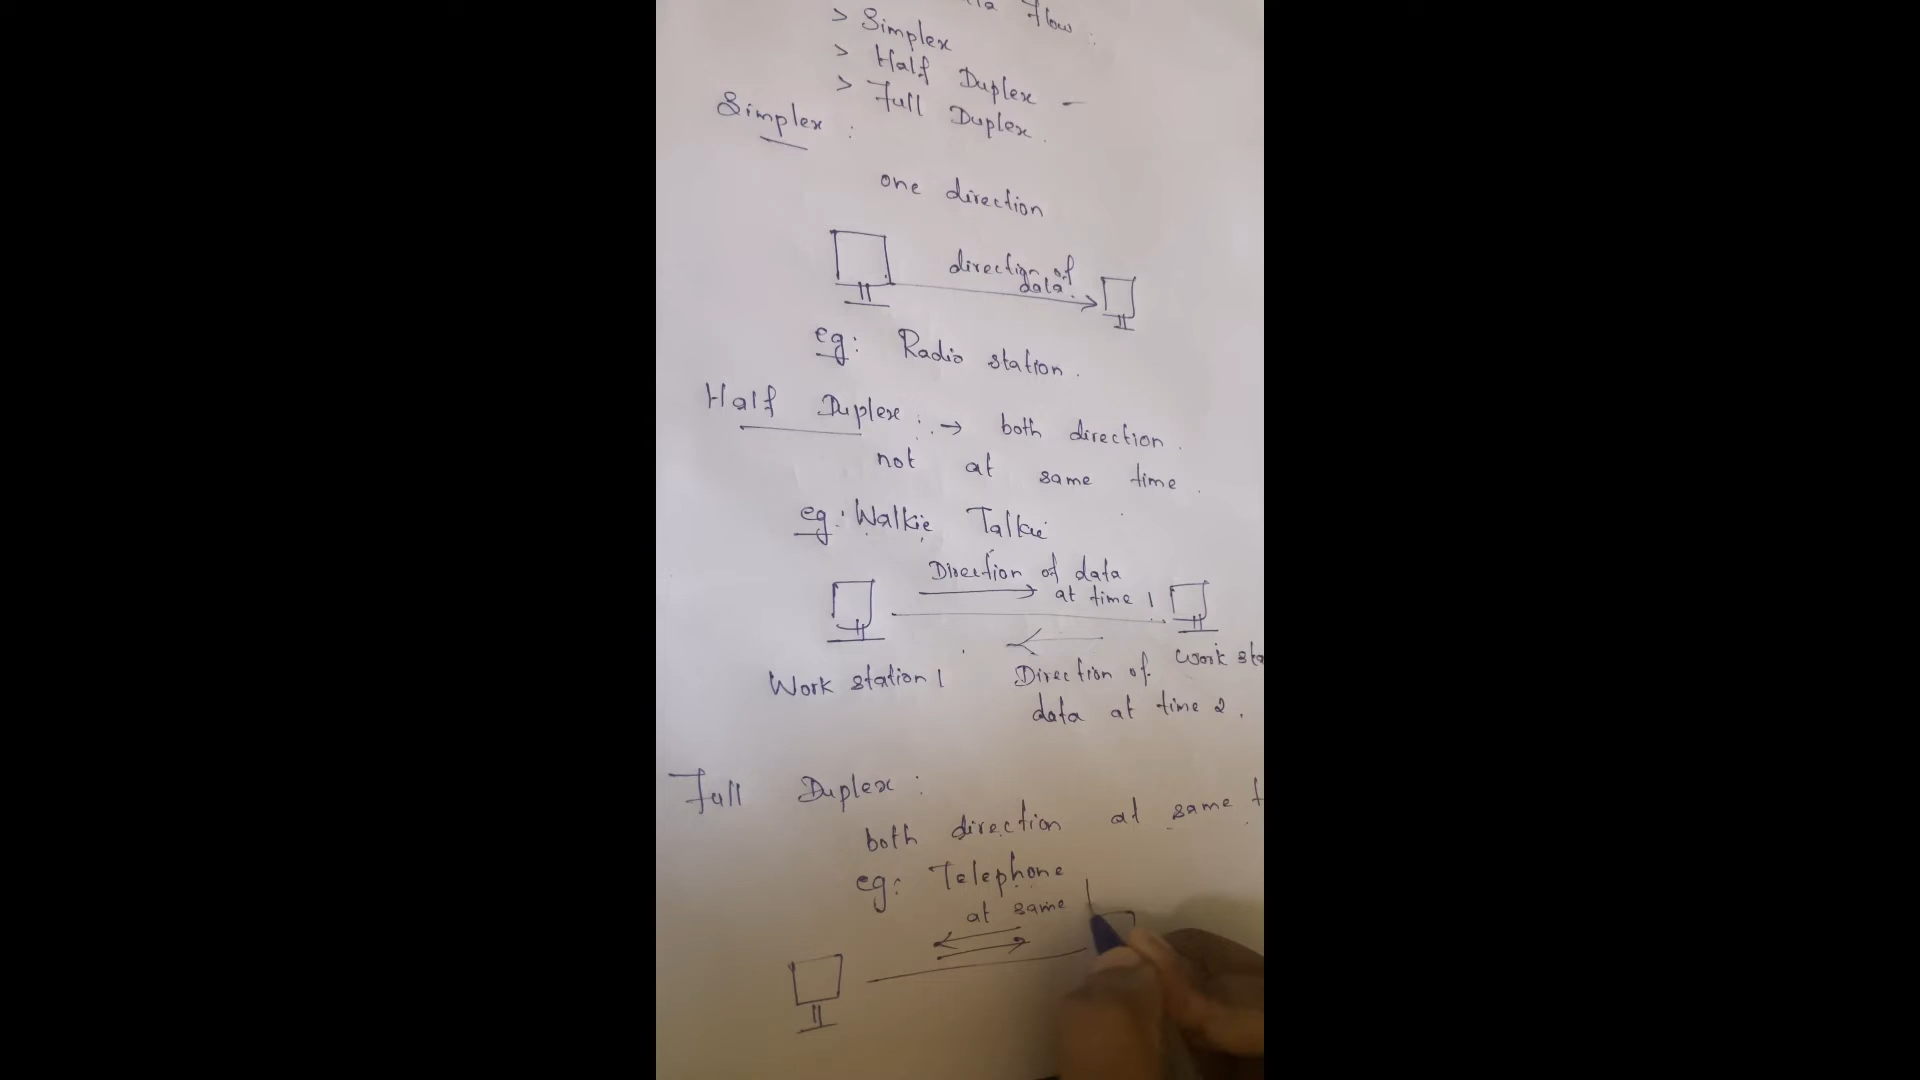 Flow :
> Simplex
> Half Duplex -
> Full Duplex.
Simplex :
one direction
direction of
data.
eg: Radio station.
Half Duplex : → both direction.
not at same time.
eg: Walkie Talkie
Direction of data
at time 1
Work station 1
Direction of
data at time 2.
work
Full Duplex :
both direction at same
eg: Telephone
at same